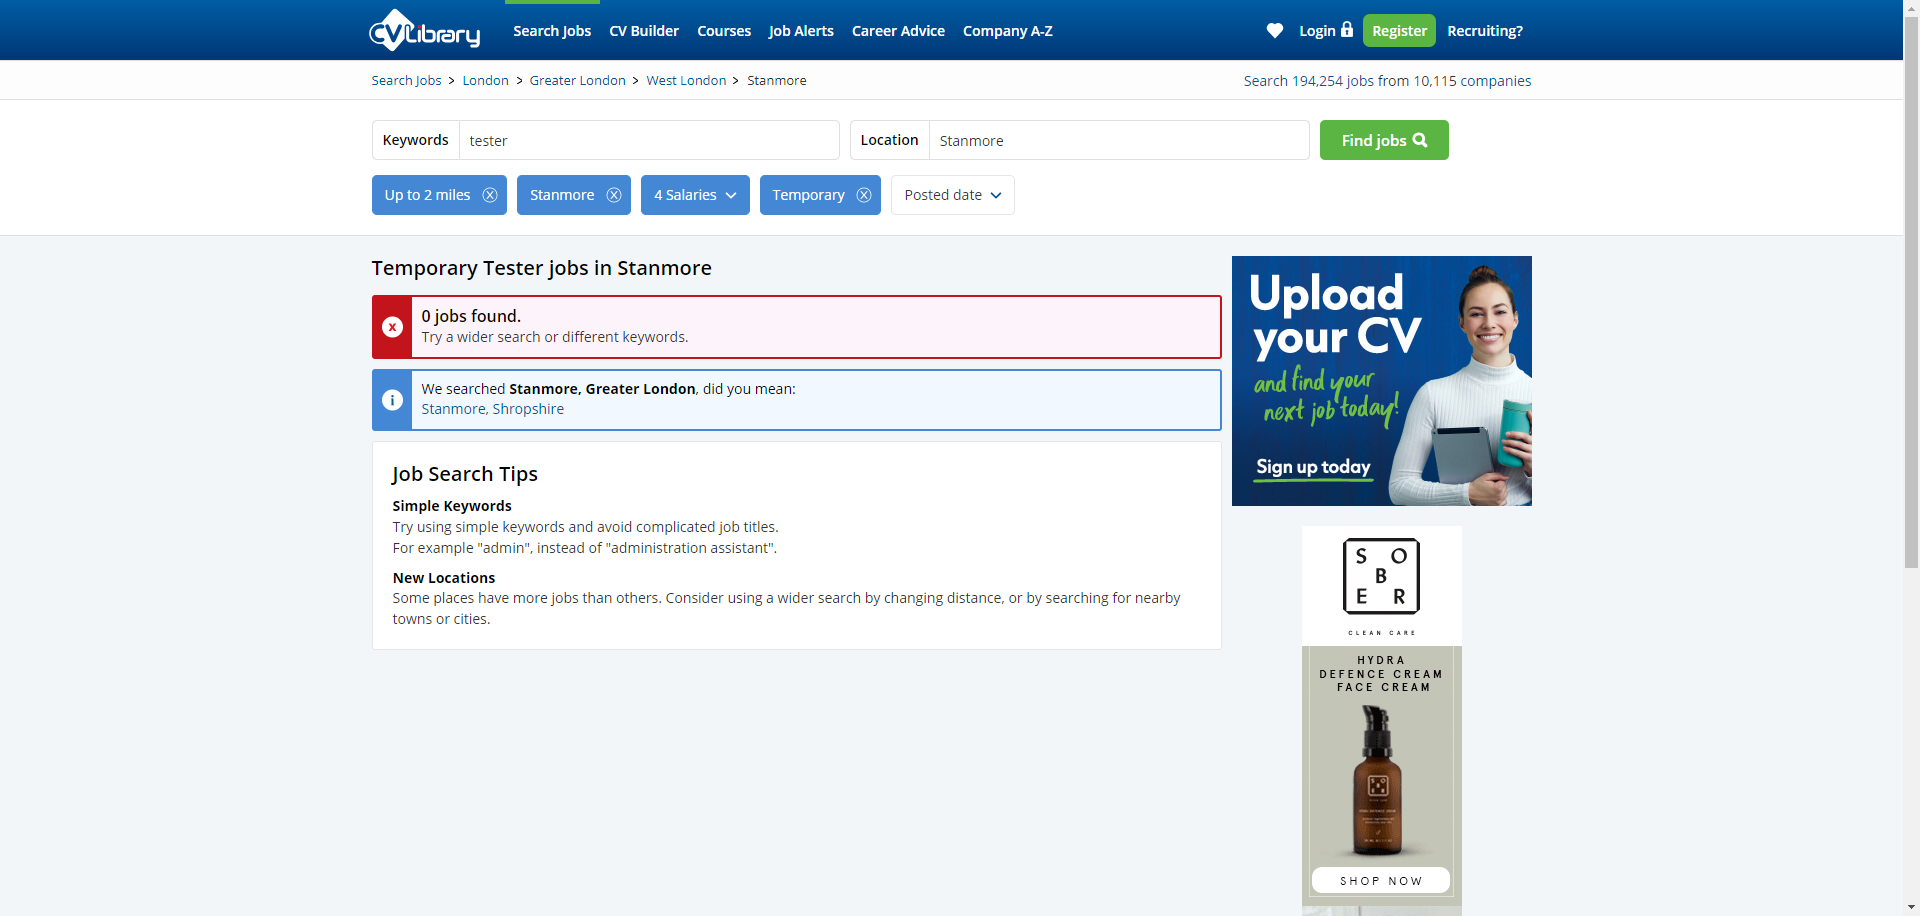 CVLibrary
Search Jobs CV Builder Courses Job Alerts Career Advice Company A-Z Login Register Recruiting?
Search Jobs > London > Greater London > West London > Stanmore
Search 194,254 jobs from 10,115 companies
Keywords tester Location Stanmore Find jobs
Up to 2 miles Stanmore 4 Salaries Temporary Posted date
Temporary Tester jobs in Stanmore
0 jobs found.
Try a wider search or different keywords.
We searched Stanmore, Greater London, did you mean:
Stanmore, Shropshire
Job Search Tips
Simple Keywords
Try using simple keywords and avoid complicated job titles.
For example "admin", instead of "administration assistant".
New Locations
Some places have more jobs than others. Consider using a wider search by changing distance, or by searching for nearby
towns or cities.
Upload
your CV
and find your
next job today!
Sign up today
S O
B
E R
CLEAN CARE
HYDRA
DEFENCE CREAM
FACE CREAM
SHOP NOW